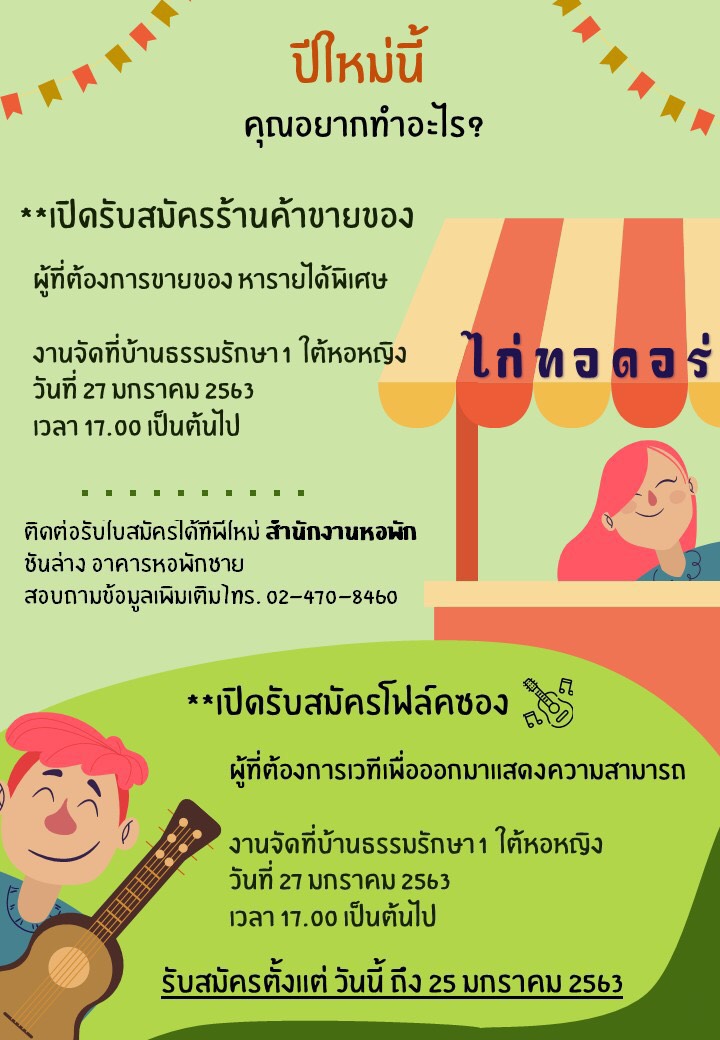 ปีใหม่นี้
คุณอยากทำอะไร?
**เปิดรับสมัครร้านค้าขายของ
ผู้ที่ต้องการขายของ หารายได้พิเศษ
งานจัดที่บ้านธรรมรักษา 1 ใต้หอหญิง
วันที่ 27 มกราคม 2563
เวลา 17.00 เป็นต้นไป
ไก่ทอดอร่
ติดต่อรับใบสมัครได้ที่พี่ใหม่ สำนักงานหอพัก
ชั้นล่าง อาคารหอพักชาย
สอบถามข้อมูลเพิ่มเติมโทร. 02-470-8460
**เปิดรับสมัครโฟล์คซอง
ผู้ที่ต้องการเวทีเพื่อออกมาแสดงความสามารถ
งานจัดที่บ้านธรรมรักษา 1 ใต้หอหญิง
วันที่ 27 มกราคม 2563
เวลา 17.00 เป็นต้นไป
รับสมัครตั้งแต่ วันนี้ ถึง 25 มกราคม 2563